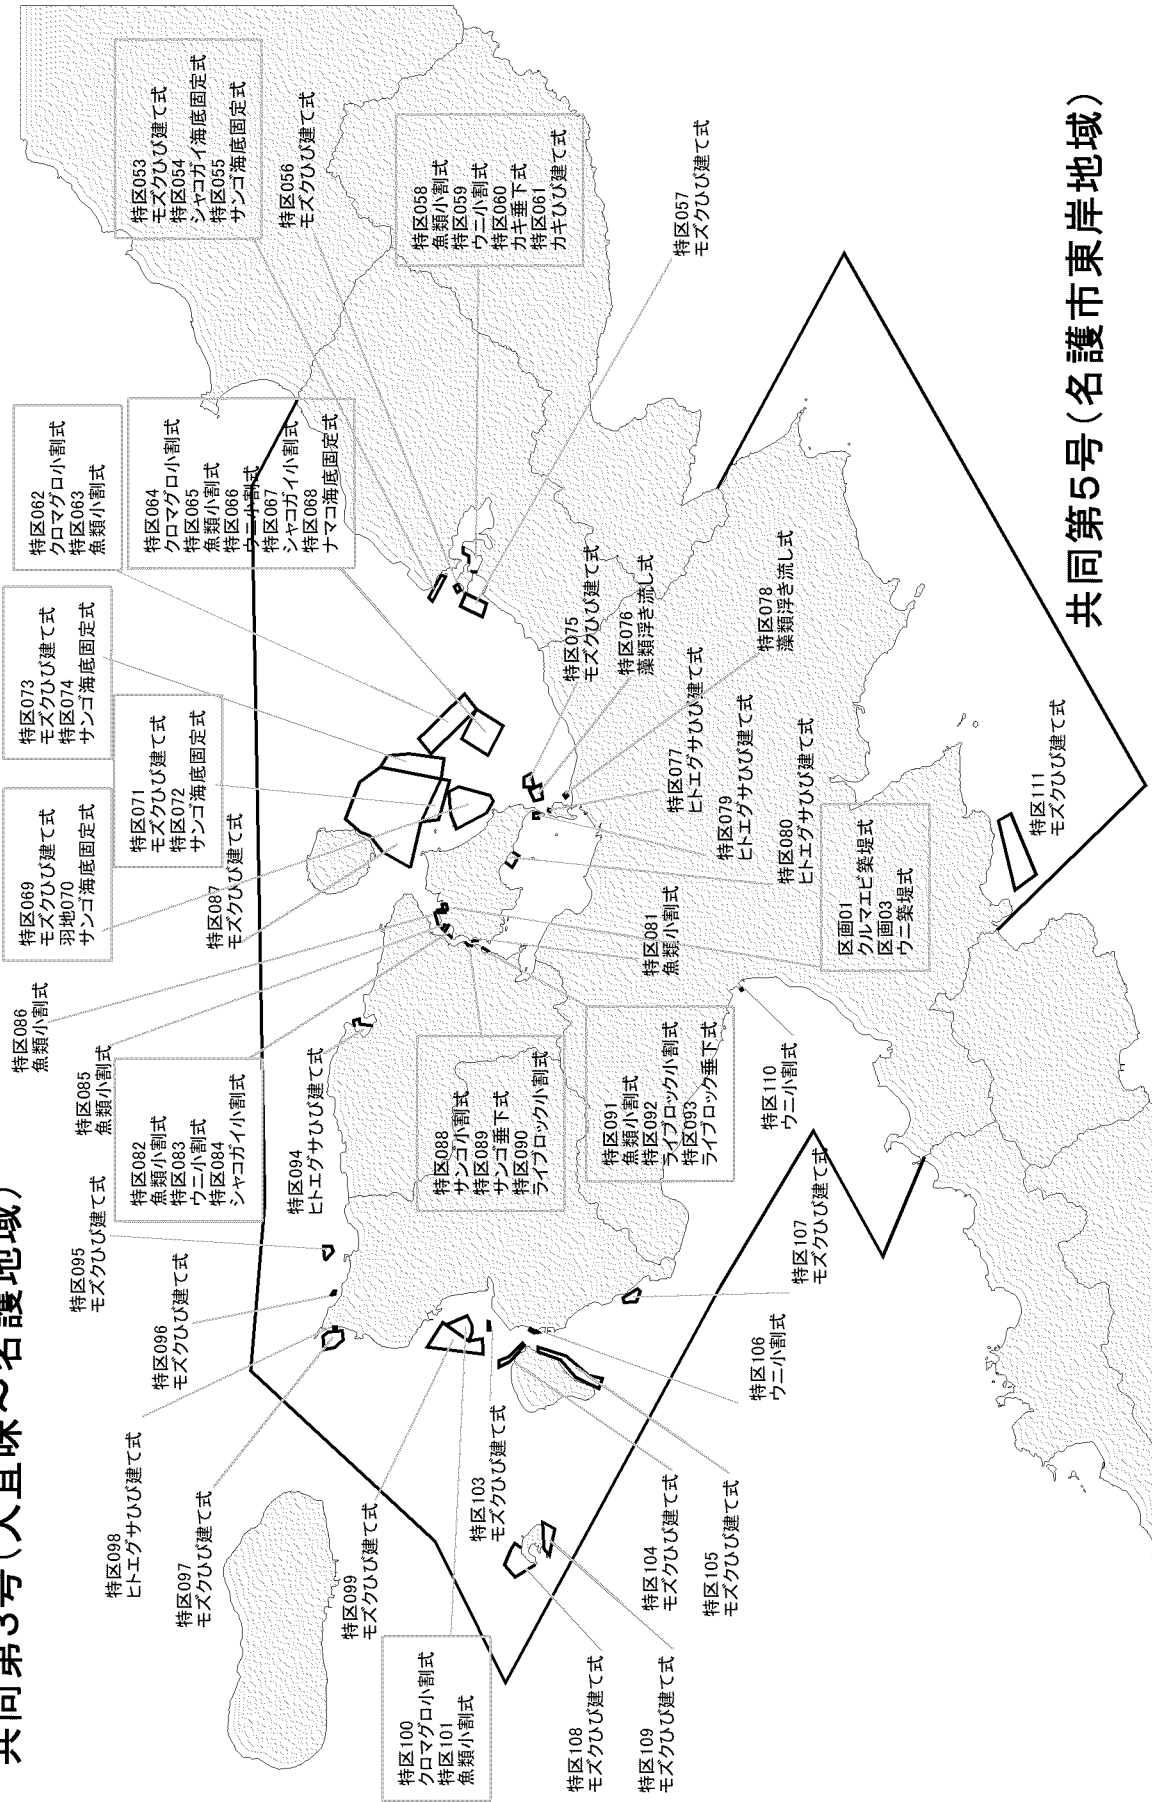 共同第3号（大宜味～名護地域）
特区053
モズクひび建て式
特区054
シャコガイ海底固定式
特区055
サンゴ海底固定式
特区056
モズクひび建て式
特区058
魚類小割式
特区059
ウニ小割式
特区060
カキ垂下式
特区061
カキひび建て式
特区057
モズクひび建て式
特区062
クロマグロ小割式
特区063
魚類小割式
特区064
クロマグロ小割式
特区065
魚類小割式
特区066
ウニ小割式
特区067
シャコガイ小割式
特区068
ナマコ海底固定式
特区073
モズクひび建て式
特区074
サンゴ海底固定式
特区071
モズクひび建て式
特区072
サンゴ海底固定式
特区069
モズクひび建て式
羽地070
サンゴ海底固定式
特区087
モズクひび建て式
特区075
モズクひび建て式
特区076
藻類浮き流し式
特区078
藻類浮き流し式
特区077
ヒトエグサひび建て式
特区079
ヒトエグサひび建て式
特区080
ヒトエグサひび建て式
特区081
魚類小割式
区画01
クルマエビ築堤式
区画03
ウニ築堤式
特区111
モズクひび建て式
特区086
魚類小割式
特区085
魚類小割式
特区082
魚類小割式
特区083
ウニ小割式
特区084
シャコガイ小割式
特区094
ヒトエグサひび建て式
特区088
サンゴ小割式
特区089
サンゴ垂下式
特区090
ライブロック小割式
特区091
魚類小割式
特区092
ライブロック小割式
特区093
ライブロック垂下式
特区110
ウニ小割式
特区095
モズクひび建て式
特区096
モズクひび建て式
特区107
モズクひび建て式
特区106
ウニ小割式
特区098
ヒトエグサひび建て式
特区097
モズクひび建て式
特区099
モズクひび建て式
特区103
モズクひび建て式
特区104
モズクひび建て式
特区105
モズクひび建て式
特区100
クロマグロ小割式
特区101
魚類小割式
特区108
モズクひび建て式
特区109
モズクひび建て式
共同第5号（名護市東岸地域）